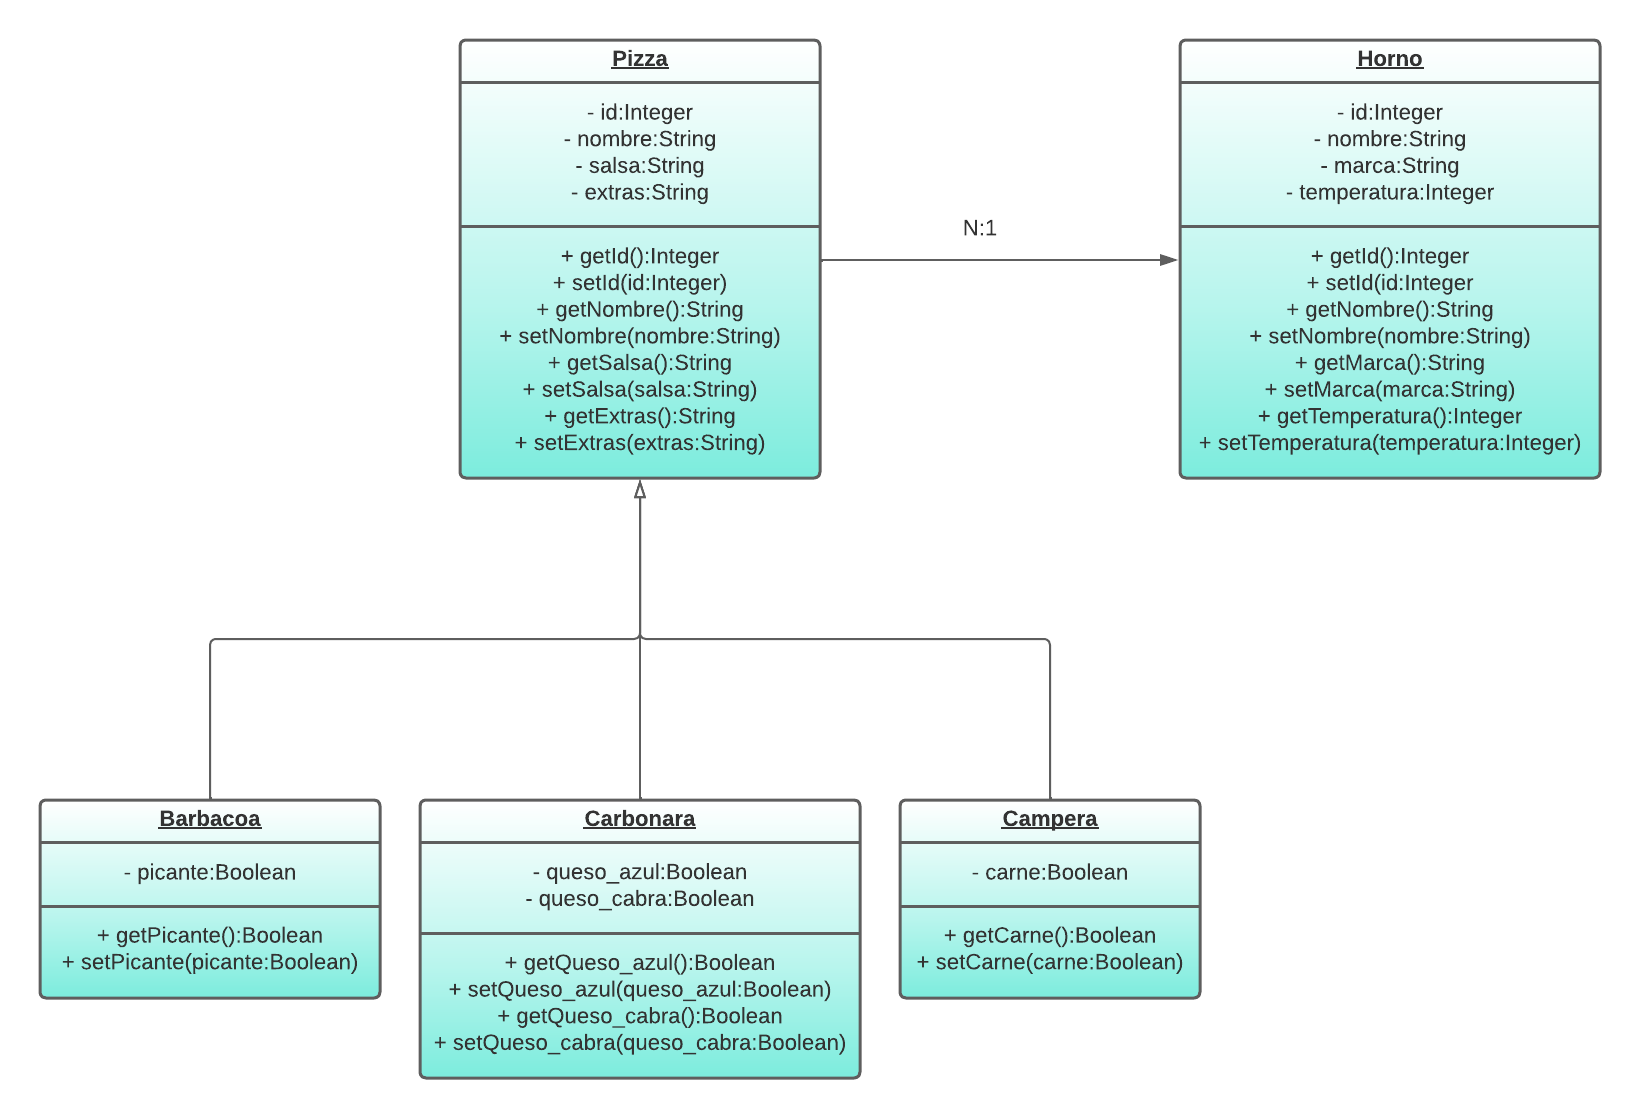 Pizza
- id:Integer
- nombre:String
- salsa:String
- extras:String
+ getId():Integer
+ setId(id:Integer)
+ getNombre():String
+ setNombre(nombre:String)
+ getSalsa():String
+ setSalsa(salsa:String)
+ getExtras():String
+ setExtras(extras:String)
N:1
Horno
- id:Integer
- nombre:String
- marca:String
- temperatura:Integer
+ getId():Integer
+ setId(id:Integer
+ getNombre():String
+ setNombre(nombre:String)
+ getMarca():String
+ setMarca(marca:String)
+ getTemperatura():Integer
+ setTemperatura(temperatura:Integer)
Barbacoa
- picante:Boolean
+ getPicante():Boolean
+ setPicante(picante:Boolean)
Carbonara
- queso_azul:Boolean
- queso_cabra:Boolean
+ getQueso_azul():Boolean
+ setQueso_azul(queso_azul:Boolean)
+ getQueso_cabra():Boolean
+ setQueso_cabra(queso_cabra:Boolean)
Campera
- carne:Boolean
+ getCarne():Boolean
+ setCarne(carne:Boolean)